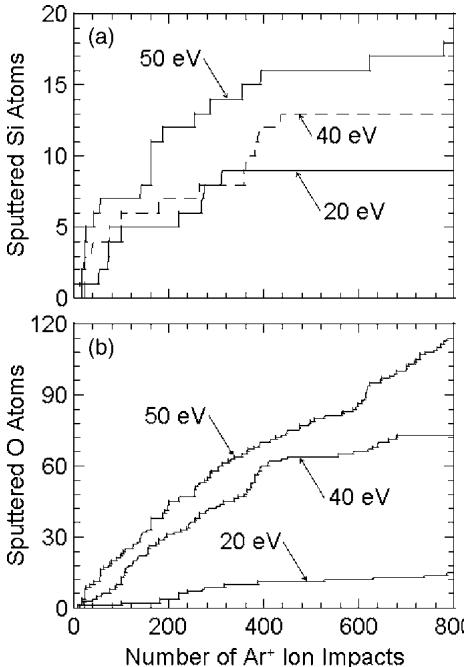 20
(a)
50 eV
15
40 eV
10
20 eV
5
0
Sputtered Si Atoms
120
(b)
90
50 eV
60
40 eV
30
20 eV
0
Sputtered O Atoms
0 200 400 600 800
Number of Ar⁺ Ion Impacts